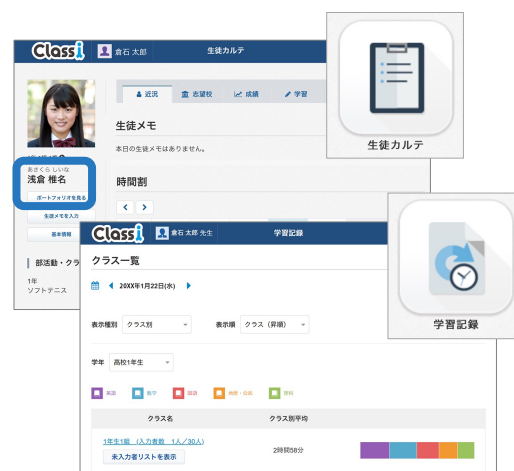 Classi
倉石 太郎
生徒カルテ
近況
志望校
成績
学習
生徒メモ
本日の生徒メモはありません。
あさくら しいな
浅倉 椎名
ポートフォリオを見る
生徒メモを入力
基本情報
時間割
部活動・クラ
1年
ソフトテニス
生徒カルテ
Classi
倉石 太郎 先生
学習記録
クラス一覧
20XX年1月22日(水)
表示種別
クラス別
表示順
クラス（昇順）
学年
高校1年生
英語
数学
国語
地歴・公民
理科
クラス名
クラス別平均
1年生1組 (入力者数 1人／30人)
未入力者リストを表示
2時間58分
学習記録